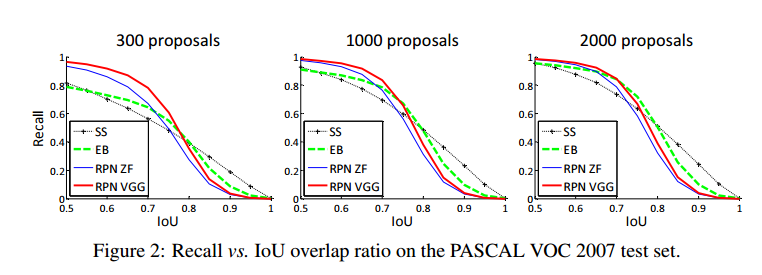 300 proposals
1000 proposals
2000 proposals
Recall
1
0.8
0.6
0.4
0.2
0
SS
EB
RPN ZF
RPN VGG
0.5 0.6 0.7 0.8 0.9 1
IoU
1
0.8
0.6
0.4
0.2
0
SS
EB
RPN ZF
RPN VGG
0.5 0.6 0.7 0.8 0.9 1
IoU
1
0.8
0.6
0.4
0.2
0
SS
EB
RPN ZF
RPN VGG
0.5 0.6 0.7 0.8 0.9 1
IoU
Figure 2: Recall vs. IoU overlap ratio on the PASCAL VOC 2007 test set.